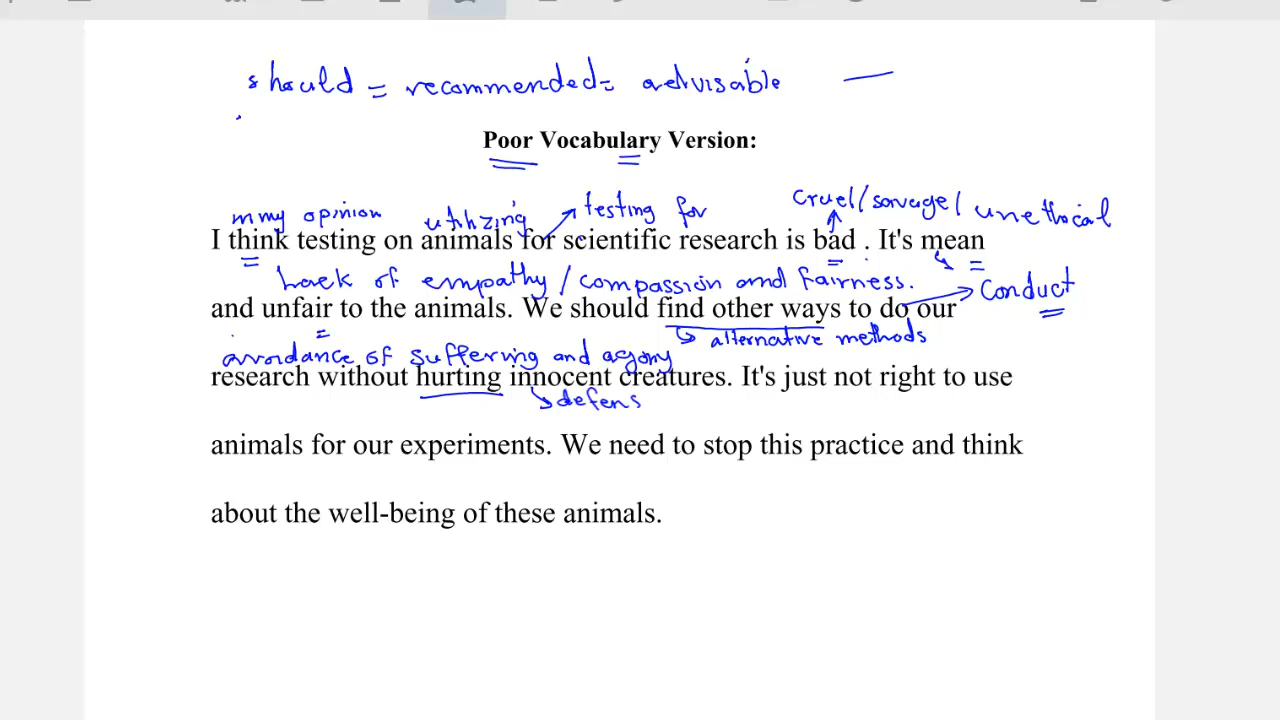 should = recommended = advisable —
Poor Vocabulary Version:
my opinion utilizing testing for cruel/savage/ unethical
I think testing on animals for scientific research is bad . It's mean
Lack of empathy/compassion and fairness.
conduct
and unfair to the animals. We should find other ways to do our
alternative methods
avoidance of suffering and agony
research without hurting innocent creatures. It's just not right to use
defens
animals for our experiments. We need to stop this practice and think
about the well-being of these animals.